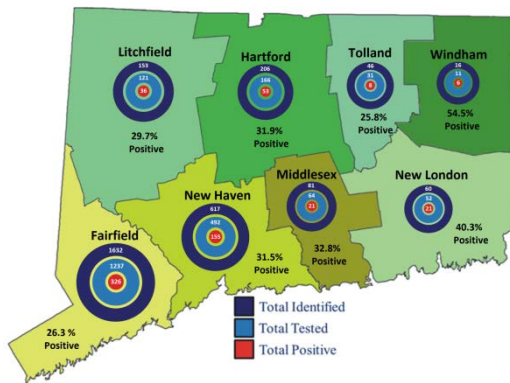 Litchfield
153
121
36
29.7%
Positive
Hartford
206
166
53
31.9%
Positive
Tolland
46
31
8
25.8%
Positive
Windham
16
11
6
54.5%
Positive
Fairfield
1632
1237
326
26.3 %
Positive
New Haven
617
492
155
31.5%
Positive
Middlesex
81
64
21
32.8%
Positive
New London
60
52
21
40.3%
Positive
Total Identified
Total Tested
Total Positive